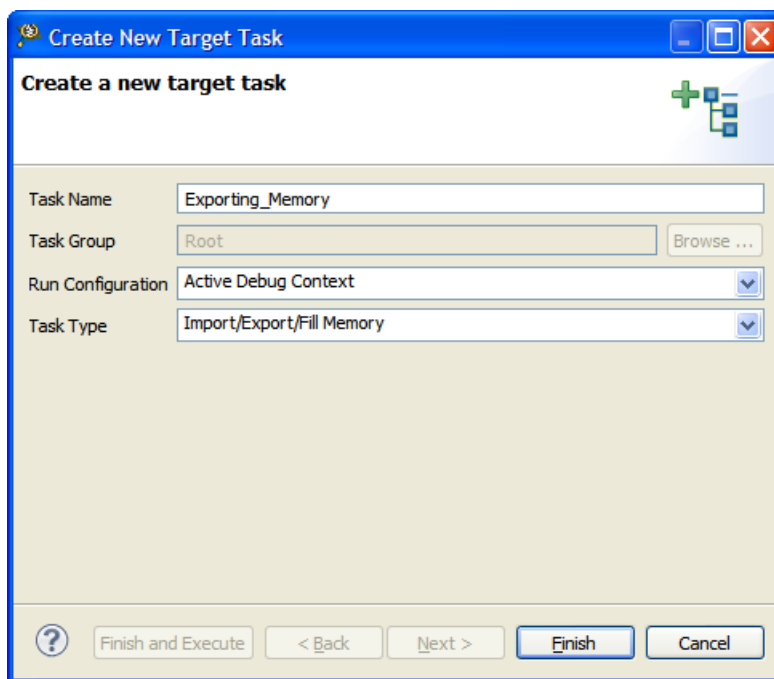 Create New Target Task
Create a new target task
Task Name Exporting_Memory
Task Group Root Browse ...
Run Configuration Active Debug Context
Task Type Import/Export/Fill Memory
? Finish and Execute < Back Next > Finish Cancel